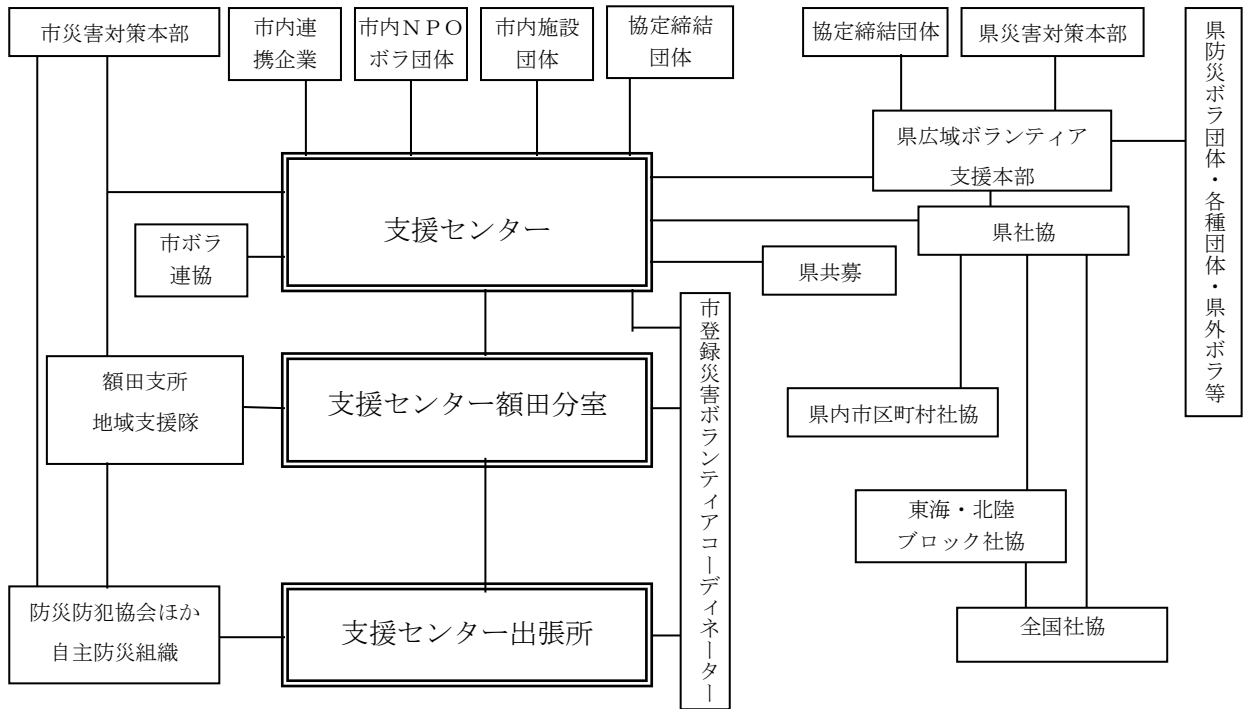 市災害対策本部
市内連
携企業
市内ＮＰＯ
ボラ団体
市内施設
団体
協定締結
団体
協定締結団体
県災害対策本部
県防災ボラ団体・各種団体・県外ボラ等
県広域ボランティア
支援本部
支援センター
県社協
市ボラ
連協
県共募
市登録災害ボランティアコーディネーター
額田支所
地域支援隊
支援センター額田分室
県内市区町村社協
東海・北陸
ブロック社協
防災防犯協会ほか
自主防災組織
支援センター出張所
全国社協